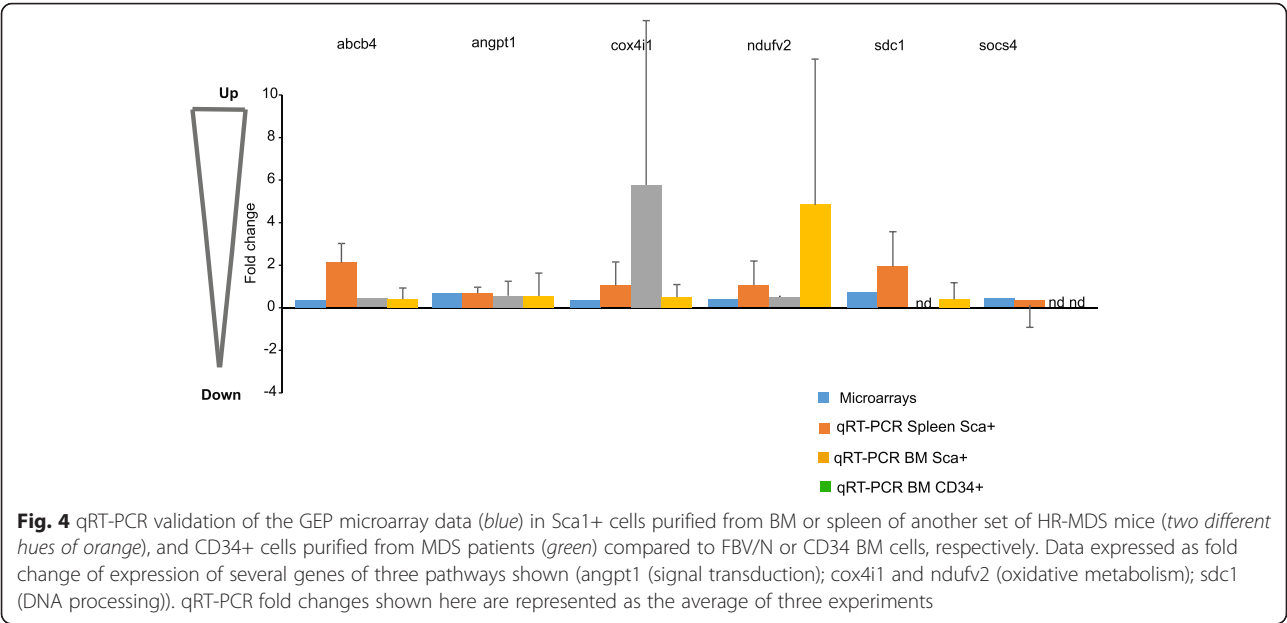 abcb4 angpt1 cox4i1 ndufv2 sdc1 socs4
Up
10
8
6
4
2
0
-2
-4
Fold change
nd
nd nd
Down
Microarrays
qRT-PCR Spleen Sca+
qRT-PCR BM Sca+
qRT-PCR BM CD34+
Fig. 4 qRT-PCR validation of the GEP microarray data (blue) in Sca1+ cells purified from BM or spleen of another set of HR-MDS mice (two different
hues of orange), and CD34+ cells purified from MDS patients (green) compared to FBV/N or CD34 BM cells, respectively. Data expressed as fold
change of expression of several genes of three pathways shown (angpt1 (signal transduction); cox4i1 and ndufv2 (oxidative metabolism); sdc1
(DNA processing)). qRT-PCR fold changes shown here are represented as the average of three experiments